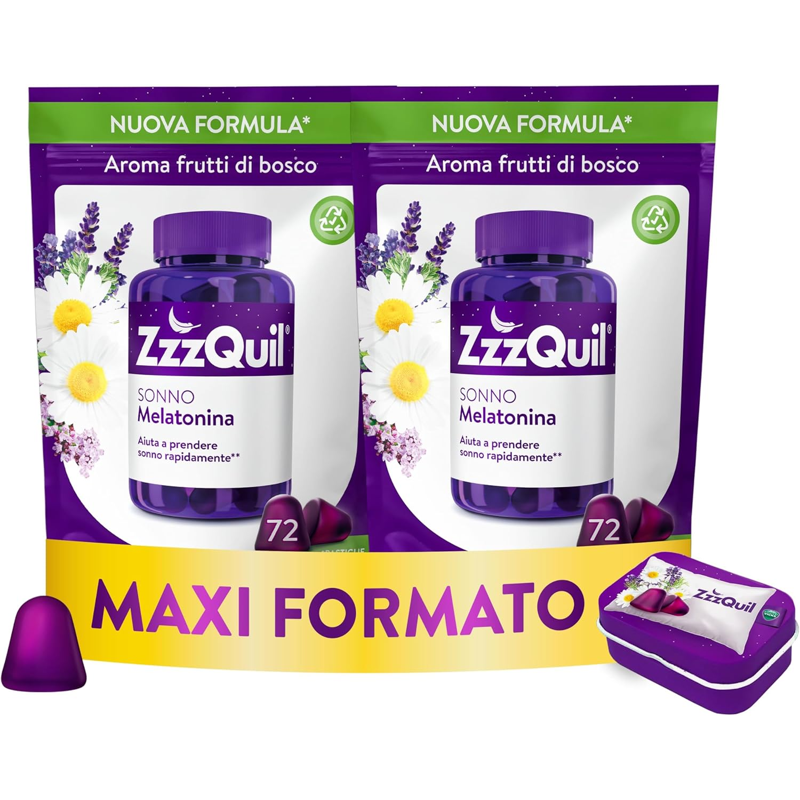 NUOVA FORMULA*
Aroma frutti di bosco
ZzzQuil®
SONNO
Melatonina
Aiuta a prendere
sonno rapidamente**
72
NUOVA FORMULA*
Aroma frutti di bosco
ZzzQuil®
SONNO
Melatonina
Aiuta a prendere
sonno rapidamente**
72
MAXI FORMATO
ZzzQuil